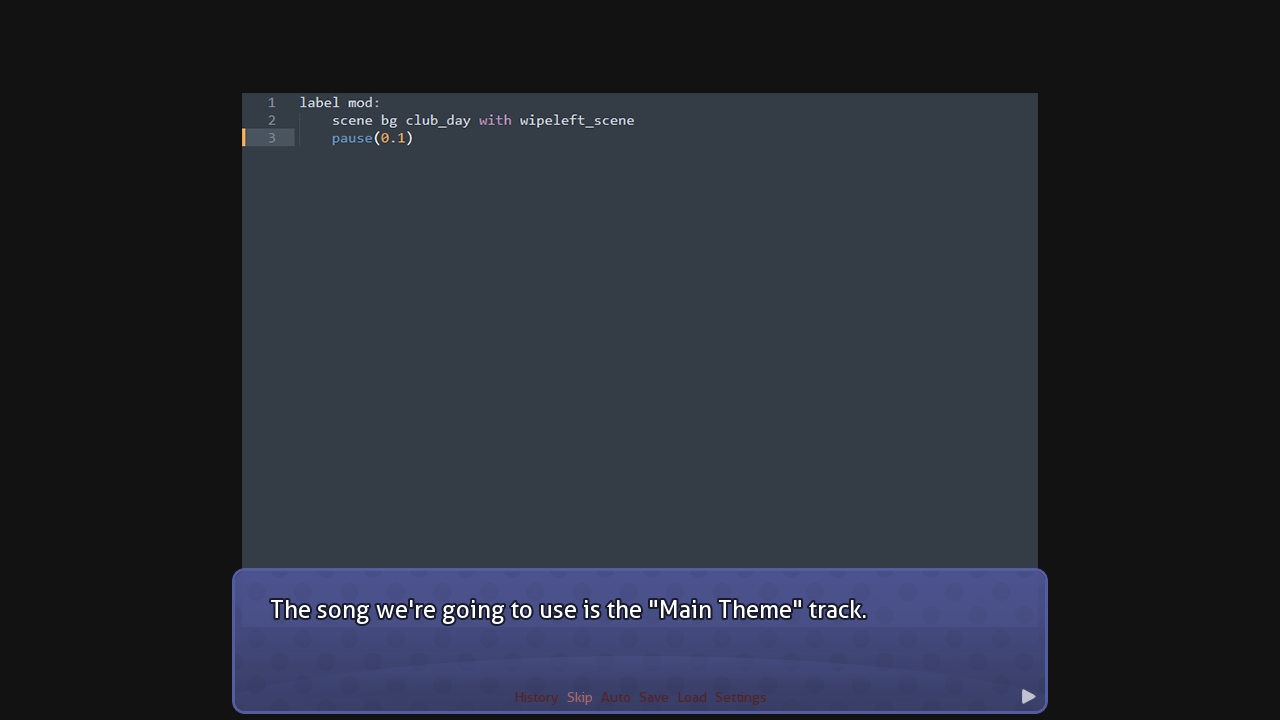 1 label mod:
2 scene bg club_day with wipeleft_scene
3 pause(0.1)
The song we're going to use is the "Main Theme" track.
History Skip Auto Save Load Settings